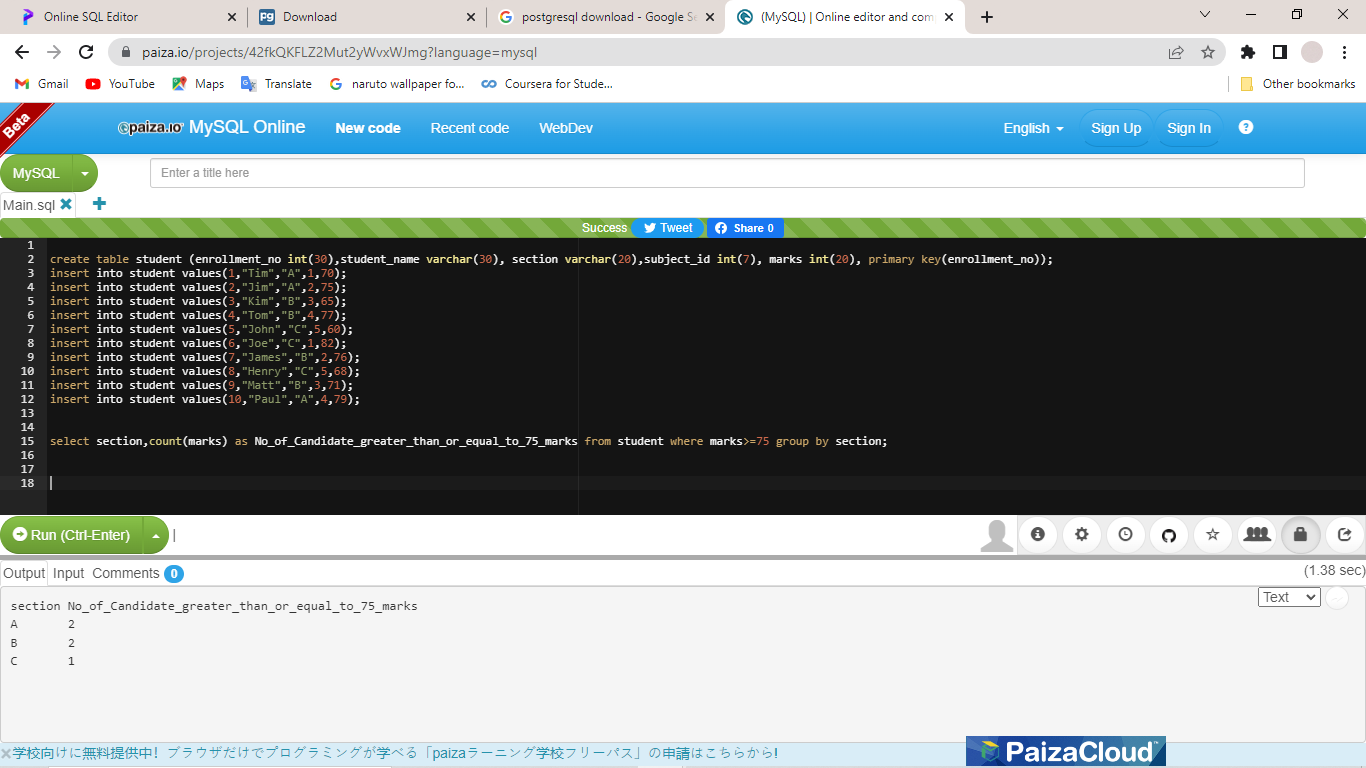 Online SQL Editor
Download
postgresql download - Google Se
(MySQL) | Online editor and com
paiza.io/projects/42fkQKFLZ2Mut2yWvxWJmg?language=mysql
Gmail
YouTube
Maps
Translate
naruto wallpaper fo...
Coursera for Stude...
Other bookmarks
Beta
paiza.io MySQL Online
New code
Recent code
WebDev
English
Sign Up
Sign In
MySQL
Enter a title here
Main.sql
Success
Tweet
Share 0
1
2 create table student (enrollment_no int(30),student_name varchar(30), section varchar(20),subject_id int(7), marks int(20), primary key(enrollment_no));
3 insert into student values(1,"Tim","A",1,70);
4 insert into student values(2,"Jim","A",2,75);
5 insert into student values(3,"Kim","B",3,65);
6 insert into student values(4,"Tom","B",4,77);
7 insert into student values(5,"John","C",5,60);
8 insert into student values(6,"Joe","C",1,82);
9 insert into student values(7,"James","B",2,76);
10 insert into student values(8,"Henry","C",5,68);
11 insert into student values(9,"Matt","B",3,71);
12 insert into student values(10,"Paul","A",4,79);
13
14
15 select section,count(marks) as No_of_Candidate_greater_than_or_equal_to_75_marks from student where marks>=75 group by section;
16
17
18
Run (Ctrl-Enter)
Output
Input
Comments 0
(1.38 sec)
Text
section No_of_Candidate_greater_than_or_equal_to_75_marks
A 2
B 2
C 1
学校向けに無料提供中！ブラウザだけでプログラミングが学べる「paizaラーニング学校フリーパス」の申請はこちらから!
PaizaCloud